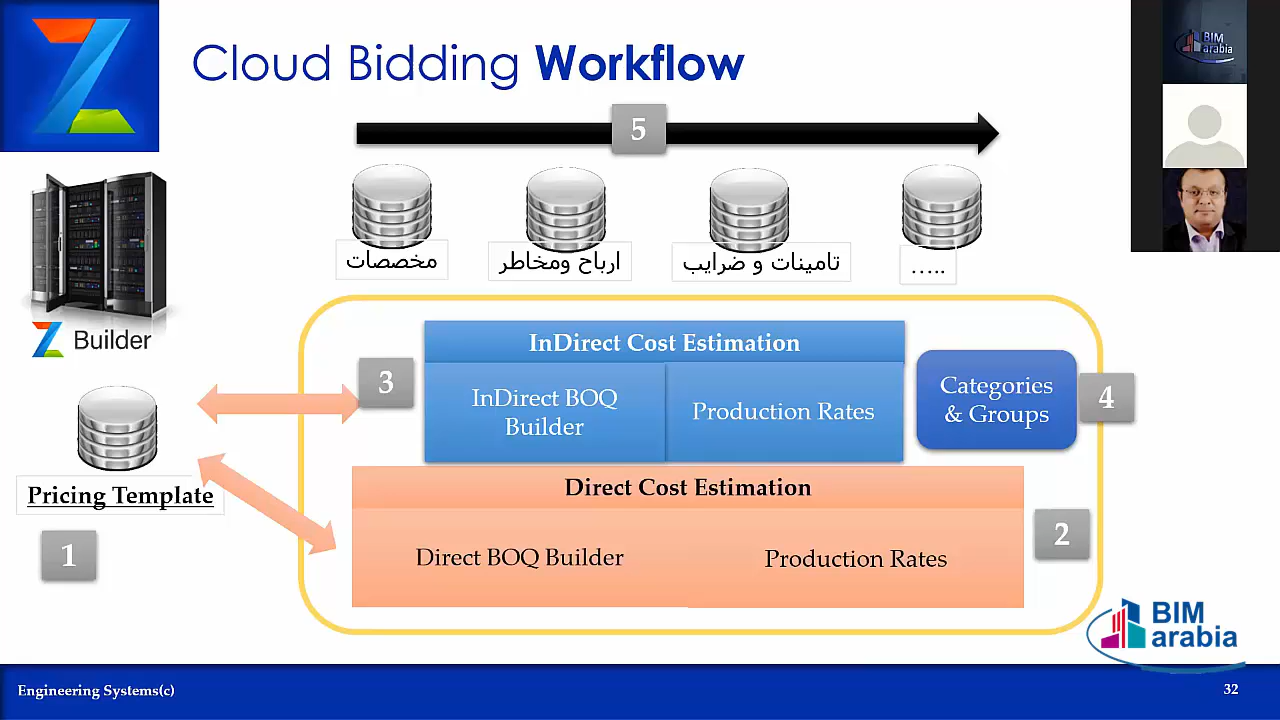 Cloud Bidding Workflow
BIM
arabia
5
مخصصات
ارباح ومخاطر
تامينات و ضرايب
.....
Builder
InDirect Cost Estimation
3
InDirect BOQ
Builder
Production Rates
Categories
& Groups
4
Pricing Template
1
Direct Cost Estimation
Direct BOQ Builder
Production Rates
2
BIM
arabia
Engineering Systems(c)
32